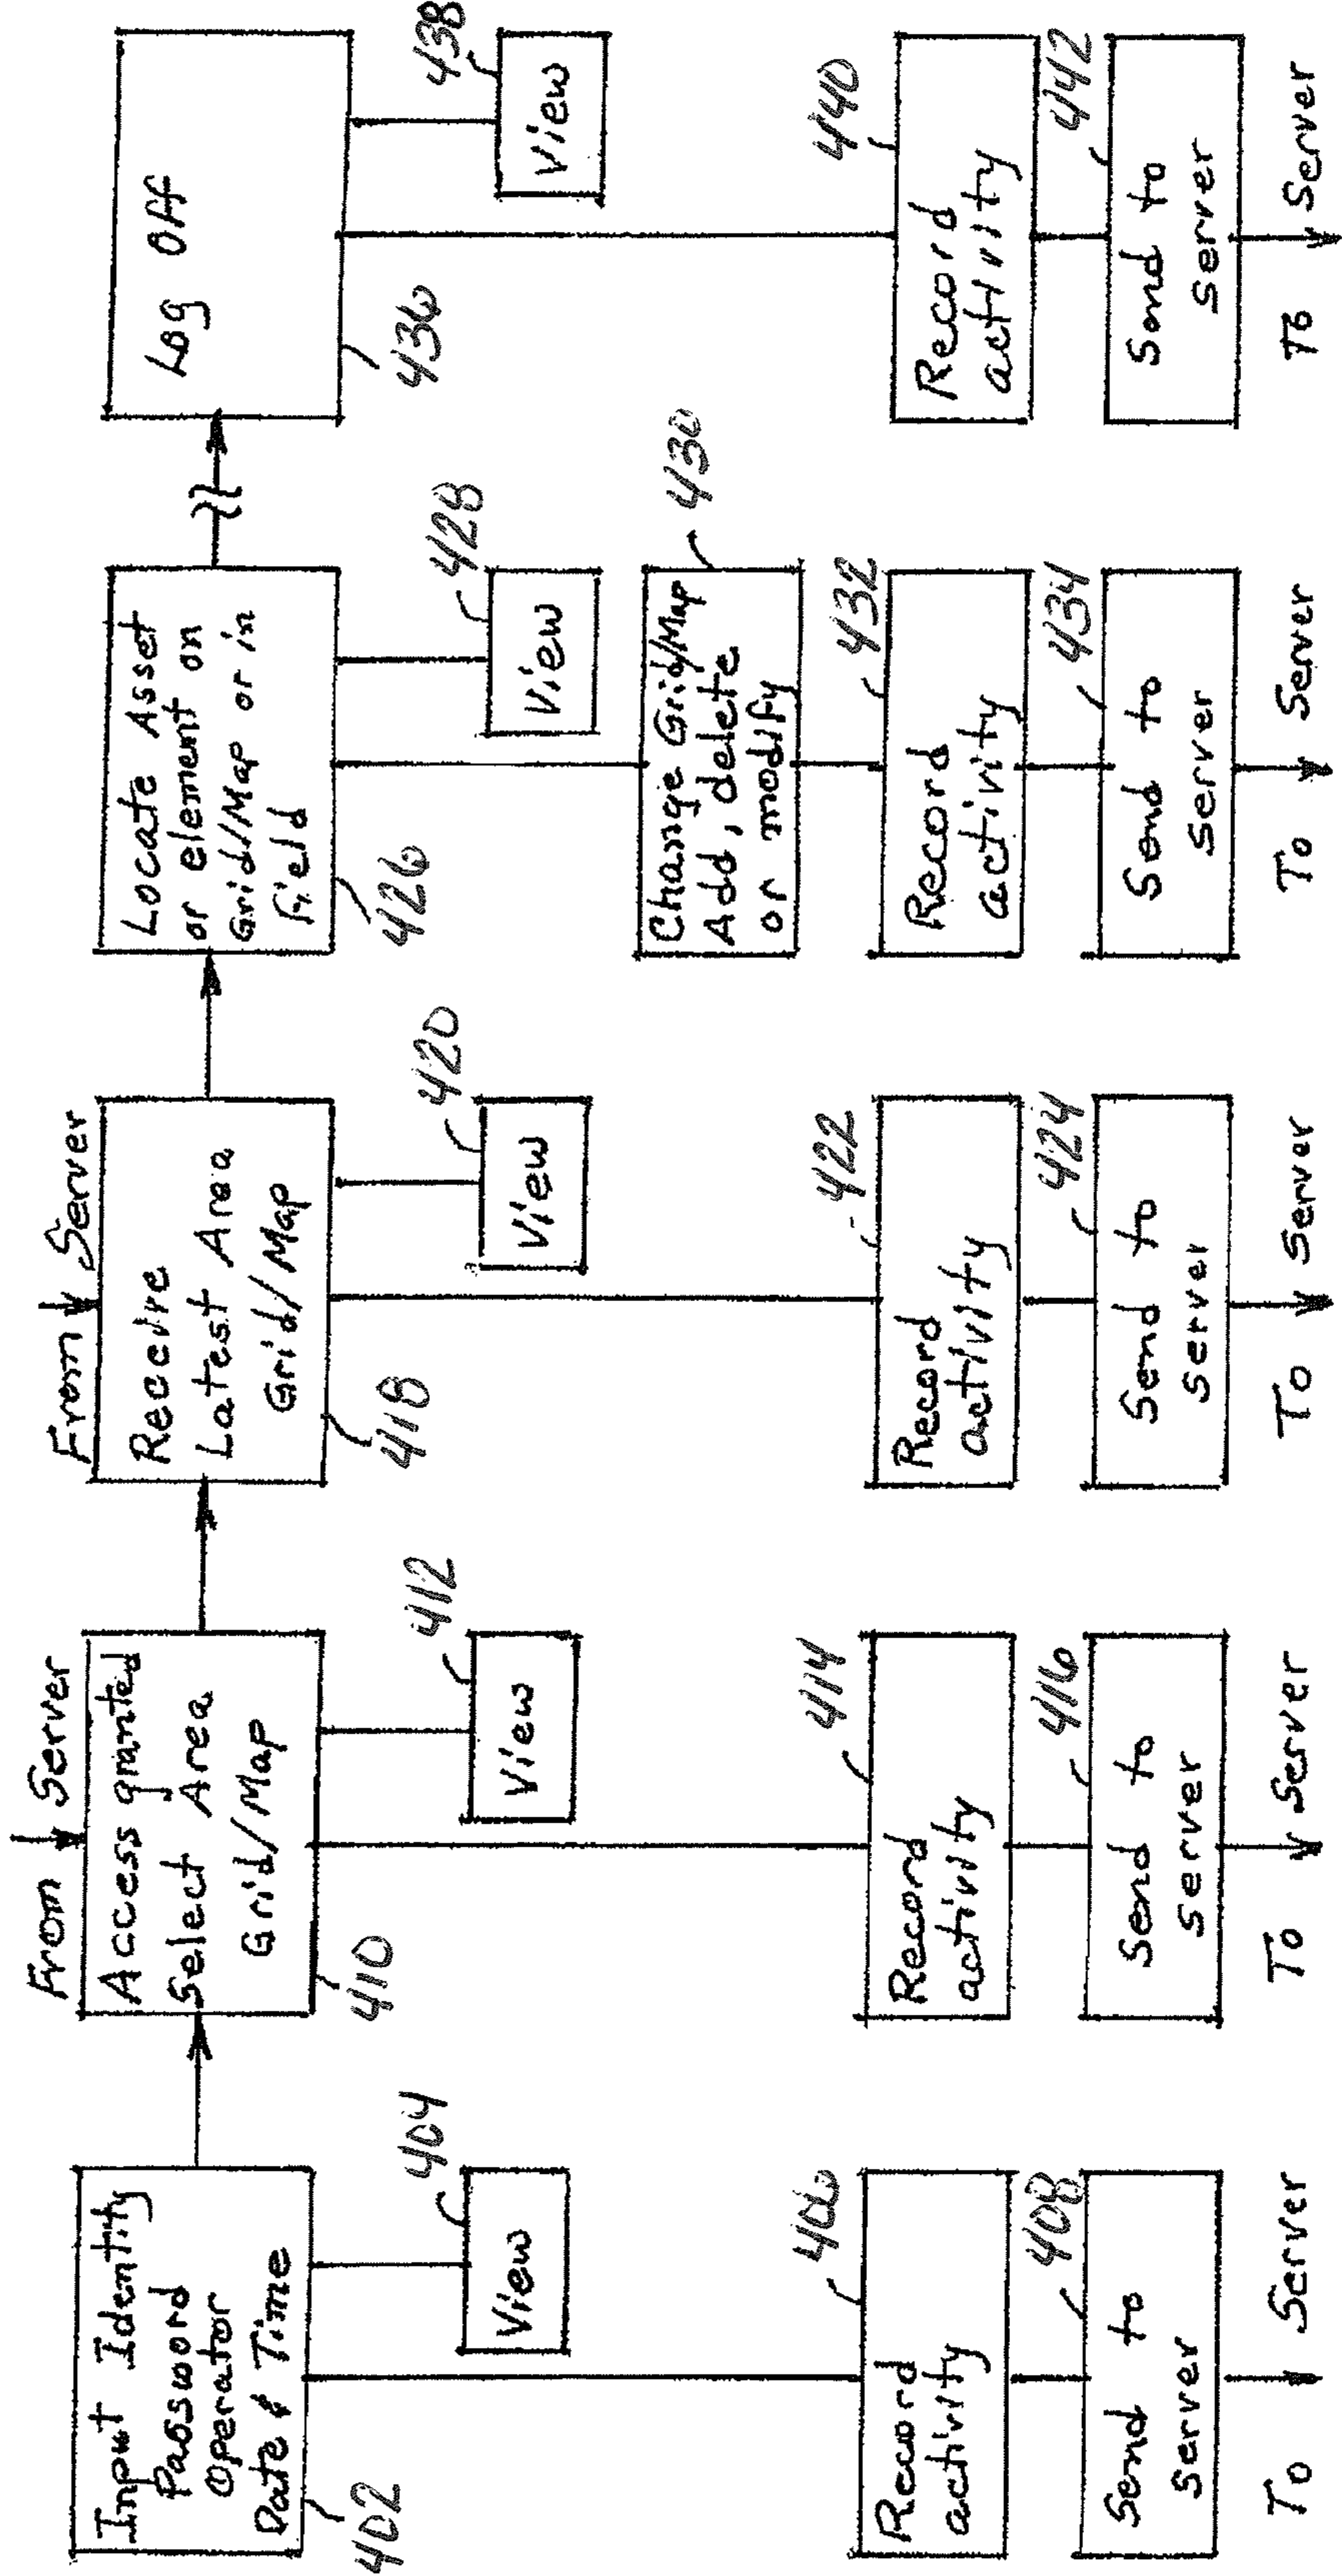 Input Identity
Password
Operator
Date & Time
402
View
404
Record
activity
406
Send to
server
408
To Server
From Server
Access granted
Select Area
Grid/Map
410
View
412
Record
activity
414
Send to
server
416
To Server
From Server
Receive
Latest Area
Grid/Map
418
View
420
Record
activity
422
Send to
server
424
To Server
Locate Asset
or element on
Grid/Map or in
field
426
View
428
Change Grid/Map
Add, delete
or modify
430
Record
activity
432
Send to
server
434
To Server
Log Off
436
View
438
Record
activity
440
Send to
server
442
To Server